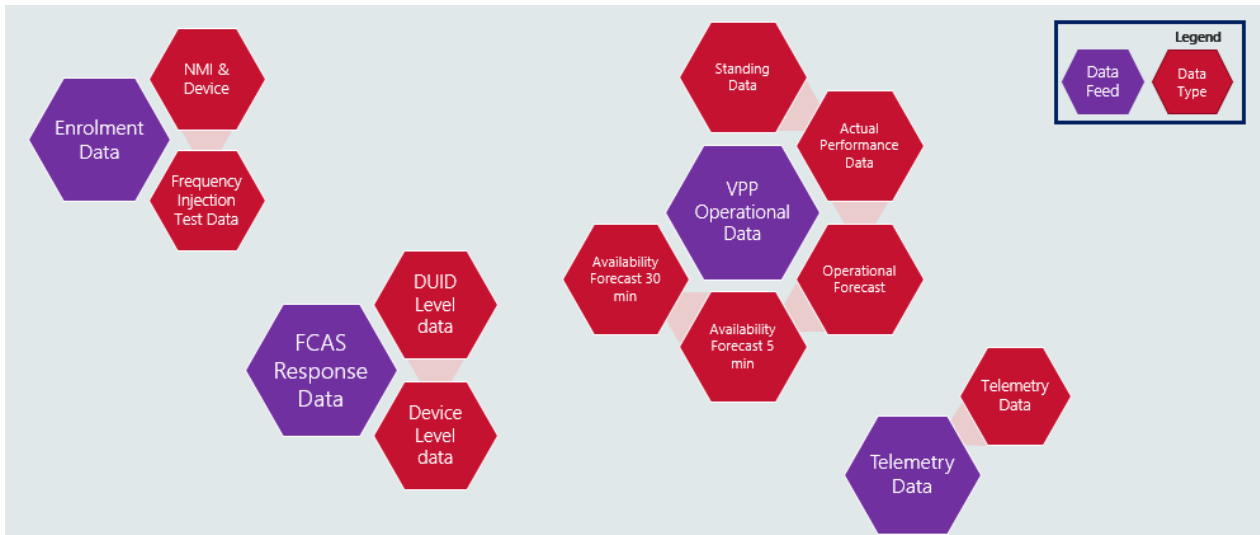 Legend
Data
Feed
Data
Type
NMI &
Device
Enrolment
Data
Frequency
Injection
Test Data
DUID
Level
data
FCAS
Response
Data
Device
Level
data
Standing
Data
Actual
Performance
Data
VPP
Operational
Data
Availability
Forecast 30
min
Operational
Forecast
Availability
Forecast 5
min
Telemetry
Data
Telemetry
Data